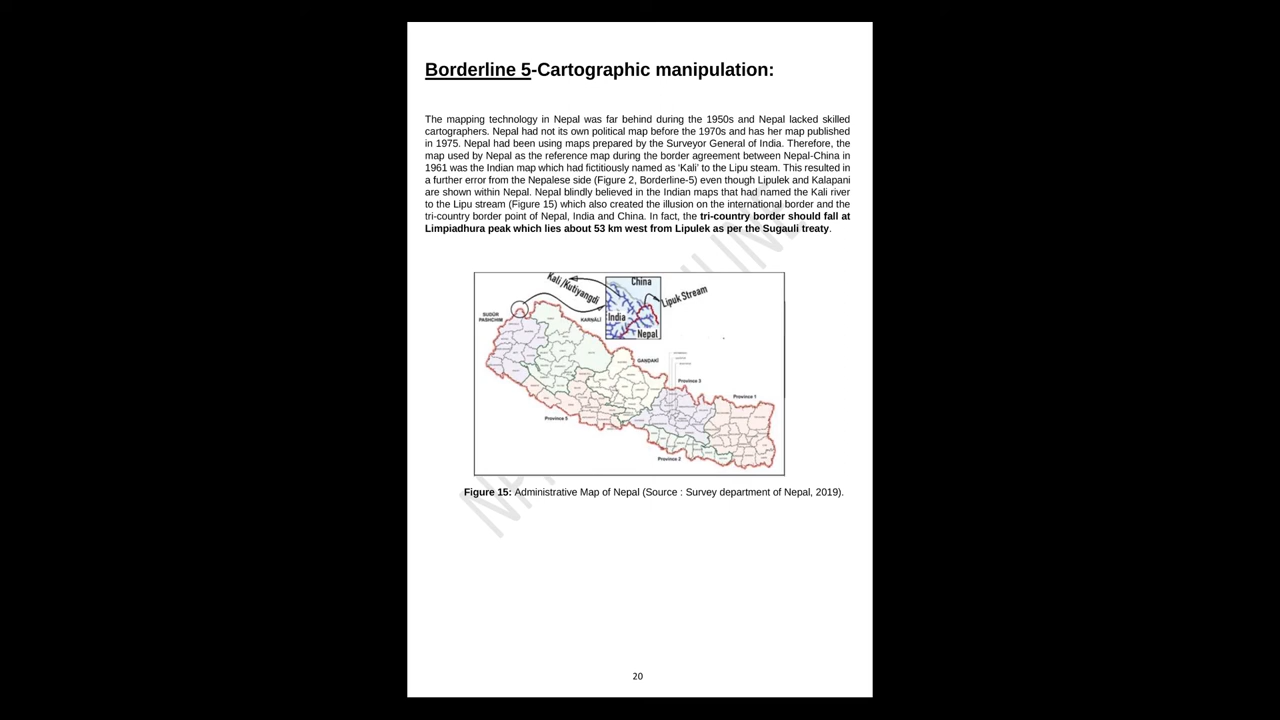 Borderline 5-Cartographic manipulation:
The mapping technology in Nepal was far behind during the 1950s and Nepal lacked skilled
cartographers. Nepal had not its own political map before the 1970s and has her map published
in 1975. Nepal had been using maps prepared by the Surveyor General of India. Therefore, the
map used by Nepal as the reference map during the border agreement between Nepal-China in
1961 was the Indian map which had fictitiously named as ‘Kali’ to the Lipu steam. This resulted in
a further error from the Nepalese side (Figure 2, Borderline-5) even though Lipulek and Kalapani
are shown within Nepal. Nepal blindly believed in the Indian maps that had named the Kali river
to the Lipu stream (Figure 15) which also created the illusion on the international border and the
tri-country border point of Nepal, India and China. In fact, the tri-country border should fall at
Limpiadhura peak which lies about 53 km west from Lipulek as per the Sugauli treaty.
Kali /Kutiyangdi
China
Lipuk Stream
India
Nepal
SUDŪR
PASHCHIM
KARNĀLĪ
GANDAKĪ
Province 3
Province 1
Province 5
Province 2
Figure 15: Administrative Map of Nepal (Source : Survey department of Nepal, 2019).
20